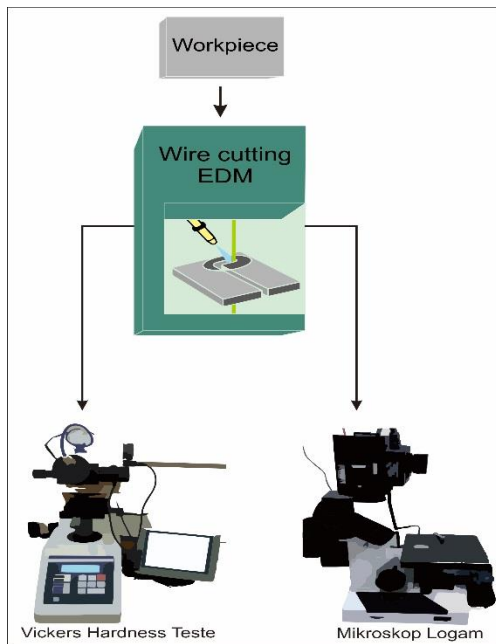 Workpiece
Wire cutting
EDM
Vickers Hardness Teste
Mikroskop Logam